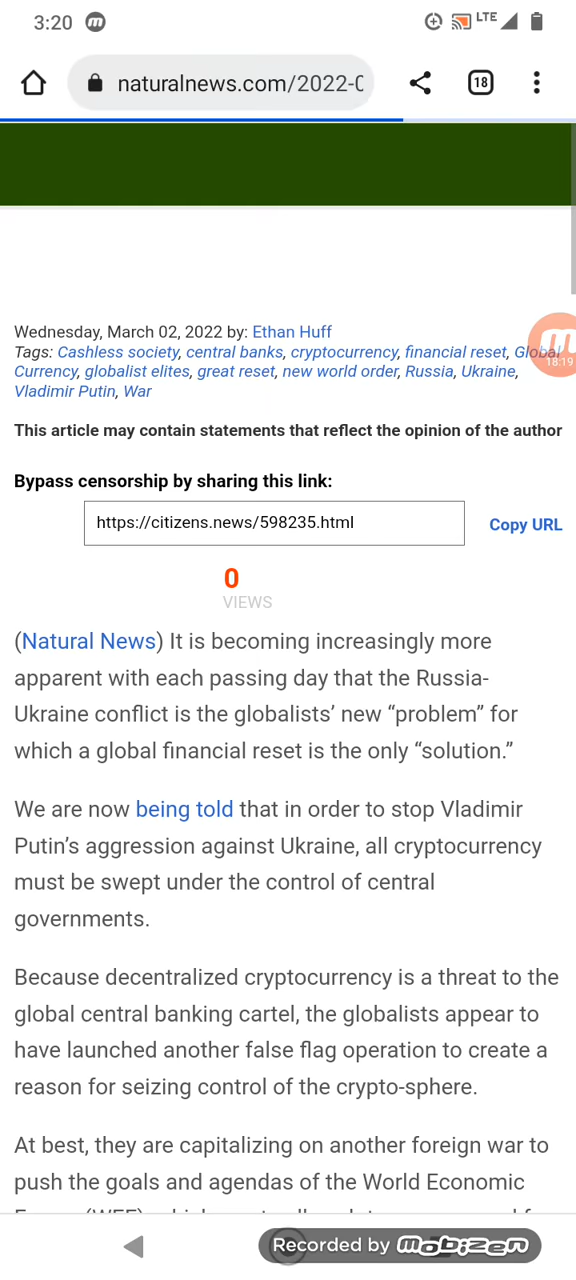 3:20
LTE
naturalnews.com/2022-0
18
Wednesday, March 02, 2022 by: Ethan Huff
Tags: Cashless society, central banks, cryptocurrency, financial reset, Global
Currency, globalist elites, great reset, new world order, Russia, Ukraine,
Vladimir Putin, War
18:19
This article may contain statements that reflect the opinion of the author
Bypass censorship by sharing this link:
https://citizens.news/598235.html
Copy URL
0
VIEWS
(Natural News) It is becoming increasingly more
apparent with each passing day that the Russia-
Ukraine conflict is the globalists’ new “problem” for
which a global financial reset is the only “solution.”
We are now being told that in order to stop Vladimir
Putin’s aggression against Ukraine, all cryptocurrency
must be swept under the control of central
governments.
Because decentralized cryptocurrency is a threat to the
global central banking cartel, the globalists appear to
have launched another false flag operation to create a
reason for seizing control of the crypto-sphere.
At best, they are capitalizing on another foreign war to
push the goals and agendas of the World Economic
Recorded by mobizen